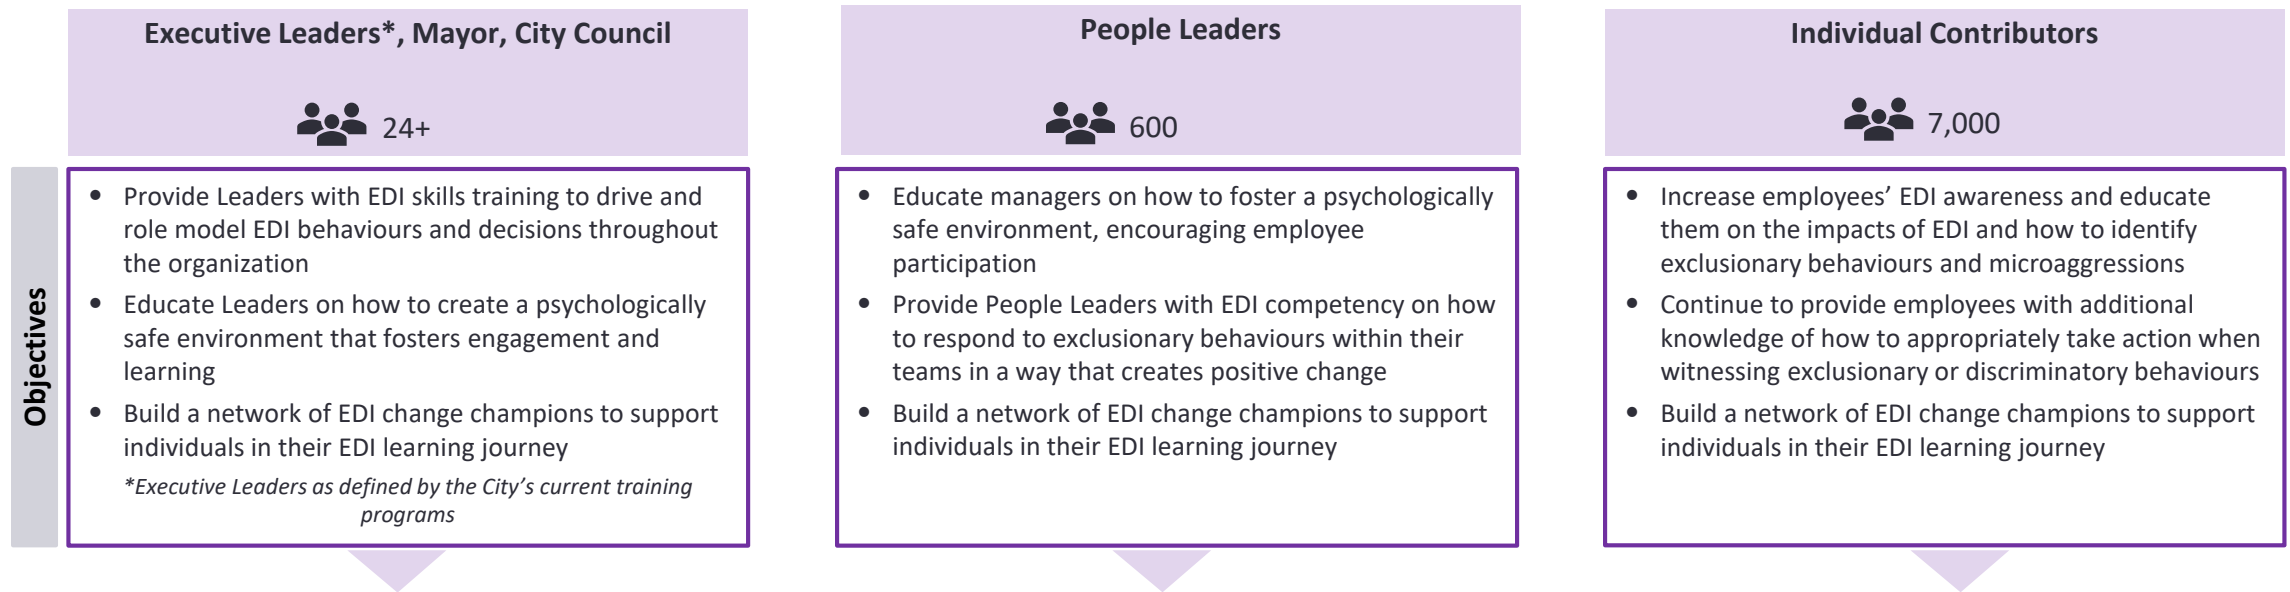 Executive Leaders*, Mayor, City Council
24+
People Leaders
600
Individual Contributors
7,000
Objectives
• Provide Leaders with EDI skills training to drive and
role model EDI behaviours and decisions throughout
the organization
• Educate Leaders on how to create a psychologically
safe environment that fosters engagement and
learning
• Build a network of EDI change champions to support
individuals in their EDI learning journey
*Executive Leaders as defined by the City's current training
programs
• Educate managers on how to foster a psychologically
safe environment, encouraging employee
participation
• Provide People Leaders with EDI competency on how
to respond to exclusionary behaviours within their
teams in a way that creates positive change
• Build a network of EDI change champions to support
individuals in their EDI learning journey
• Increase employees' EDI awareness and educate
them on the impacts of EDI and how to identify
exclusionary behaviours and microaggressions
• Continue to provide employees with additional
knowledge of how to appropriately take action when
witnessing exclusionary or discriminatory behaviours
• Build a network of EDI change champions to support
individuals in their EDI learning journey